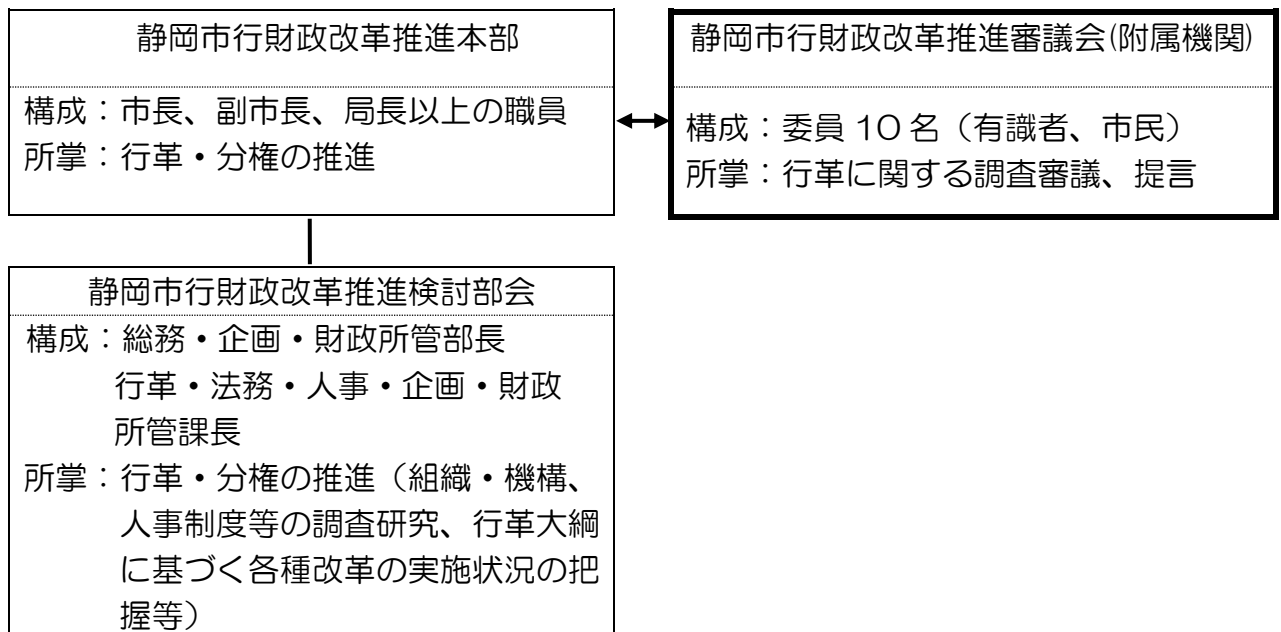 静岡市行財政改革推進本部
構成：市長、副市長、局長以上の職員
所掌：行革・分権の推進
静岡市行財政改革推進審議会(附属機関)
構成：委員 10 名（有識者、市民）
所掌：行革に関する調査審議、提言
静岡市行財政改革推進検討部会
構成：総務・企画・財政所管部長
行革・法務・人事・企画・財政
所管課長
所掌：行革・分権の推進（組織・機構、
人事制度等の調査研究、行革大綱
に基づく各種改革の実施状況の把
握等）